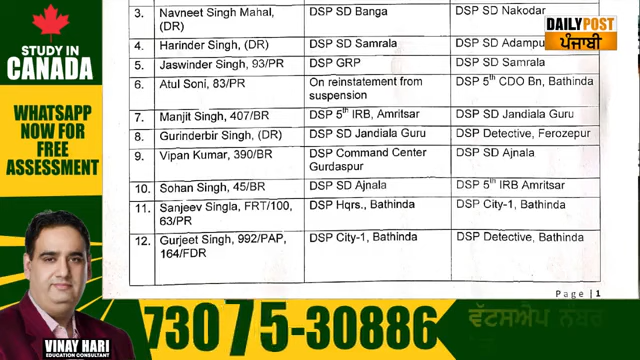 STUDY IN
CANADA
WHATSAPP
NOW FOR
FREE
ASSESSMENT
VINAY HARI
EDUCATION CONSULTANT
DAILYPOST
ਪੰਜਾਬੀ
3. Navneet Singh Mahal, (DR) DSP SD Banga DSP SD Nakodar
4. Harinder Singh, (DR) DSP SD Samrala DSP SD Adampu
5. Jaswinder Singh, 93/PR DSP GRP DSP SD Samrala
6. Atul Soni, 83/PR On reinstatement from suspension DSP 5th CDO Bn, Bathinda
7. Manjit Singh, 407/BR DSP 5th IRB, Amritsar DSP SD Jandiala Guru
8. Gurinderbir Singh, (DR) DSP SD Jandiala Guru DSP Detective, Ferozepur
9. Vipan Kumar, 390/BR DSP Command Center Gurdaspur DSP SD Ajnala
10. Sohan Singh, 45/BR DSP SD Ajnala DSP 5th IRB Amritsar
11. Sanjeev Singla, FRT/100, 63/PR DSP Hqrs., Bathinda DSP City-1, Bathinda
12. Gurjeet Singh, 992/PAP, 164/FDR DSP City-1, Bathinda DSP Detective, Bathinda
Page | 1
73075-30886
ਵੱਟਸਐਪ ਨਬਰ